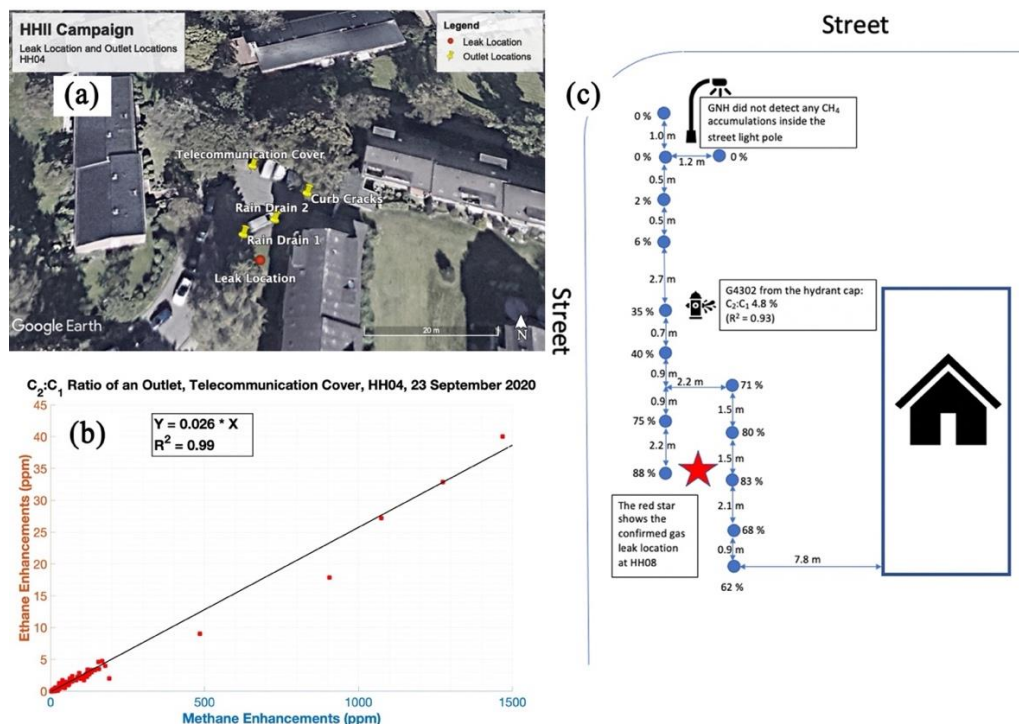 HHII Campaign
Leak Location and Outlet Locations
HH04
(a)
Legend
Leak Location
Outlet Locations
Telecommunication Cover
Curb Cracks
Rain Drain 2
Rain Drain 1
Leak Location
Google Earth
20 m
N
C₂:C₁ Ratio of an Outlet, Telecommunication Cover, HH04, 23 September 2020
(b)
Y = 0.026 * X
R² = 0.99
Ethane Enhancements (ppm)
45
40
35
30
25
20
15
10
5
0
0
500
1000
1500
Methane Enhancements (ppm)
(c)
Street
Street
GNH did not detect any CH₄
accumulations inside the
street light pole
0 %
1.0 m
0 %
1.2 m
0 %
0.5 m
2 %
0.5 m
6 %
2.7 m
G4302 from the hydrant cap:
C₂:C₁ 4.8 %
(R² = 0.93)
35 %
0.7 m
40 %
0.9 m
2.2 m
71 %
0.9 m
1.5 m
75 %
80 %
2.2 m
1.5 m
88 %
83 %
The red star
shows the
confirmed gas
leak location
at HH08
2.1 m
68 %
0.9 m
7.8 m
62 %